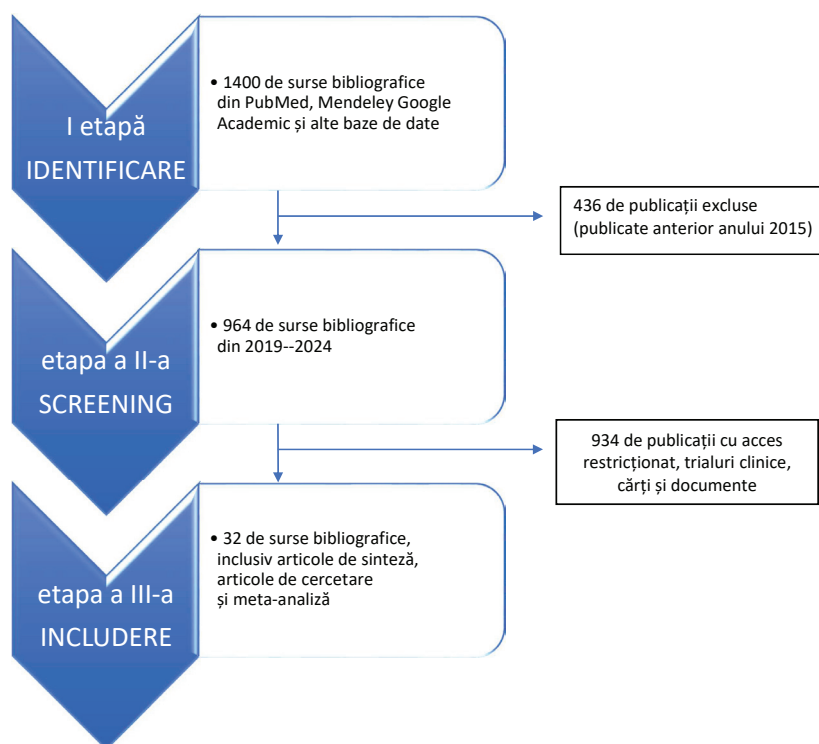 I etapă
IDENTIFICARE
• 1400 de surse bibliografice
din PubMed, Mendeley Google
Academic și alte baze de date
436 de publicații excluse
(publicate anterior anului 2015)
etapa a II-a
SCREENING
• 964 de surse bibliografice
din 2019--2024
934 de publicații cu acces
restricționat, trialuri clinice,
cărți și documente
etapa a III-a
INCLUDERE
• 32 de surse bibliografice,
inclusiv articole de sinteză,
articole de cercetare
și meta-analiză